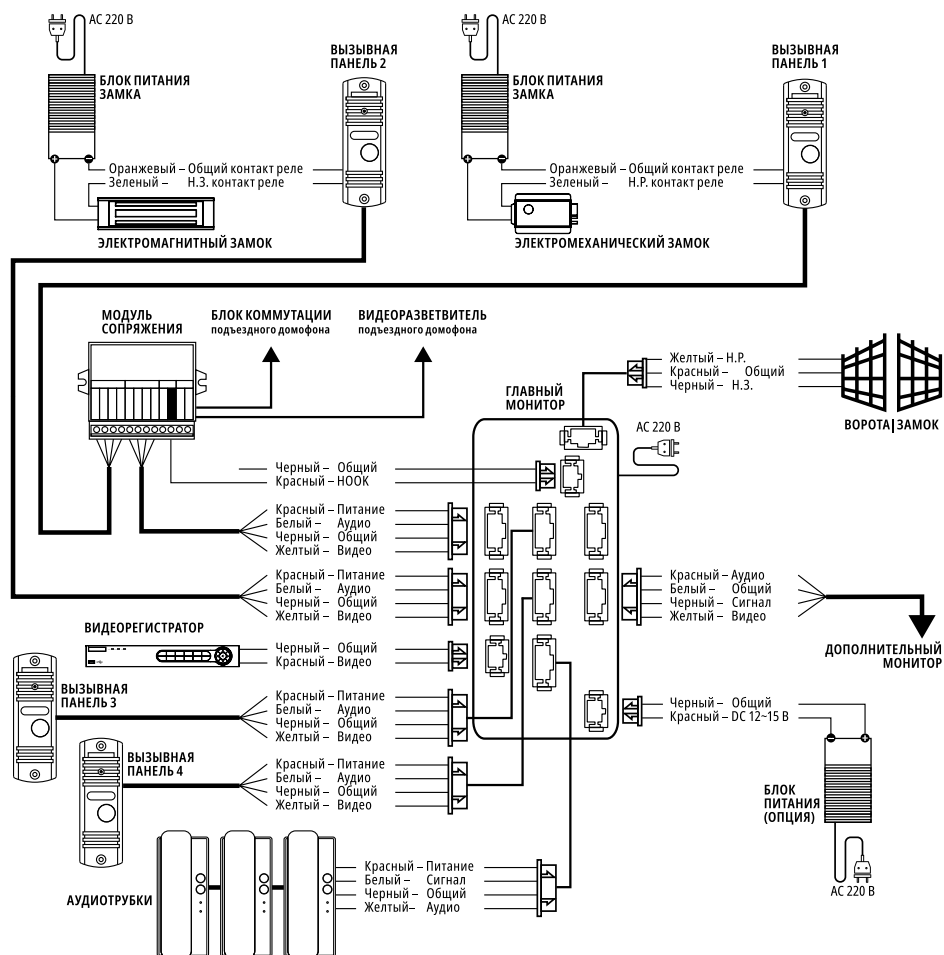 AC 220 В
БЛОК ПИТАНИЯ
ЗАМКА
ВЫЗЫВНАЯ
ПАНЕЛЬ 2
Оранжевый – Общий контакт реле
Зеленый – Н.З. контакт реле
ЭЛЕКТРОМАГНИТНЫЙ ЗАМОК
AC 220 В
БЛОК ПИТАНИЯ
ЗАМКА
ВЫЗЫВНАЯ
ПАНЕЛЬ 1
Оранжевый – Общий контакт реле
Зеленый – Н.Р. контакт реле
ЭЛЕКТРОМЕХАНИЧЕСКИЙ ЗАМОК
МОДУЛЬ
СОПРЯЖЕНИЯ
БЛОК КОММУТАЦИИ
подъездного домофона
ВИДЕОРАЗВЕТВИТЕЛЬ
подъездного домофона
ГЛАВНЫЙ
МОНИТОР
Желтый – Н.Р.
Красный – Общий
Черный – Н.З.
ВОРОТА|ЗАМОК
AC 220 В
Черный – Общий
Красный – HOOK
Красный – Питание
Белый – Аудио
Черный – Общий
Желтый – Видео
Красный – Питание
Белый – Аудио
Черный – Общий
Желтый – Видео
Красный – Аудио
Белый – Общий
Черный – Сигнал
Желтый – Видео
ДОПОЛНИТЕЛЬНЫЙ
МОНИТОР
ВИДЕОРЕГИСТРАТОР
Черный – Общий
Красный – Видео
ВЫЗЫВНАЯ
ПАНЕЛЬ 3
Красный – Питание
Белый – Аудио
Черный – Общий
Желтый – Видео
Черный – Общий
Красный – DC 12~15 В
ВЫЗЫВНАЯ
ПАНЕЛЬ 4
Красный – Питание
Белый – Аудио
Черный – Общий
Желтый – Видео
БЛОК
ПИТАНИЯ
(ОПЦИЯ)
AC 220 В
АУДИОТРУБКИ
Красный – Питание
Белый – Сигнал
Черный – Общий
Желтый– Аудио